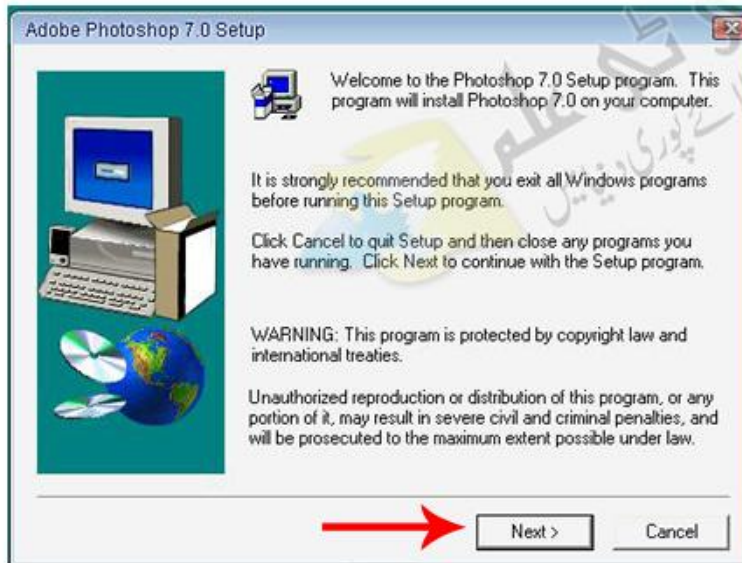 Adobe Photoshop 7.0 Setup
Welcome to the Photoshop 7.0 Setup program. This
program will install Photoshop 7.0 on your computer.
It is strongly recommended that you exit all Windows programs
before running this Setup program.
Click Cancel to quit Setup and then close any programs you
have running. Click Next to continue with the Setup program.
WARNING: This program is protected by copyright law and
international treaties.
Unauthorized reproduction or distribution of this program, or any
portion of it, may result in severe civil and criminal penalties, and
will be prosecuted to the maximum extent possible under law.
Next >
Cancel
علم
پوری دنیا میں